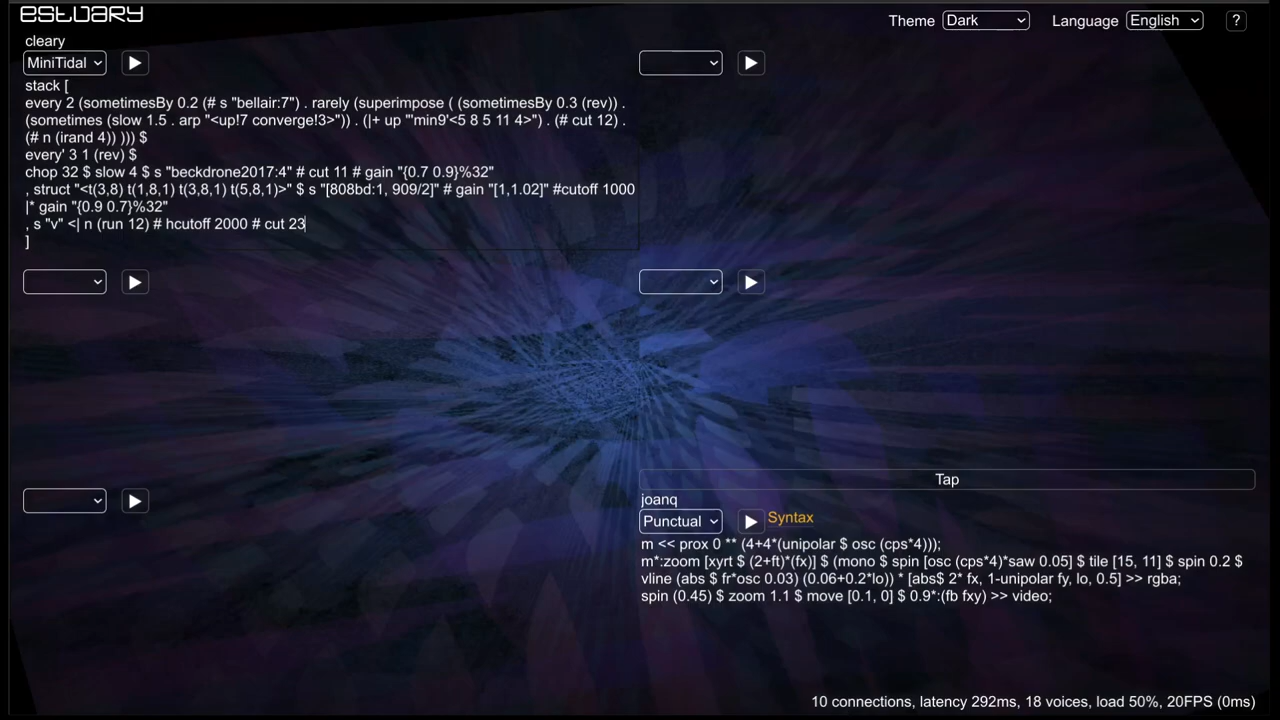 ESTUARY
Theme Dark Language English ?
cleary
MiniTidal
stack [
every 2 (sometimesBy 0.2 (# s "bellair:7") . rarely (superimpose ( (sometimesBy 0.3 (rev)) .
(sometimes (slow 1.5 . arp "<up!7 converge!3>")) . (|+ up "'min9'<5 8 5 11 4>") . (# cut 12) .
(# n (irand 4)) ))) $
every' 3 1 (rev) $
chop 32 $ slow 4 $ s "beckdrone2017:4" # cut 11 # gain "{0.7 0.9}%32"
, struct "<t(3,8) t(1,8,1) t(3,8,1) t(5,8,1)>" $ s "[808bd:1, 909/2]" # gain "[1,1.02]" #cutoff 1000
|* gain "{0.9 0.7}%32"
, s "v" <| n (run 12) # hcutoff 2000 # cut 23
]
Tap
joanq
Punctual Syntax
m << prox 0 ** (4+4*(unipolar $ osc (cps*4)));
m*:zoom [xyrt $ (2+ft)*(fx)] $ (mono $ spin [osc (cps*4)*saw 0.05] $ tile [15, 11] $ spin 0.2 $
vline (abs $ fr*osc 0.03) (0.06+0.2*lo)) * [abs$ 2* fx, 1-unipolar fy, lo, 0.5] >> rgba;
spin (0.45) $ zoom 1.1 $ move [0.1, 0] $ 0.9*:(fb fxy) >> video;
10 connections, latency 292ms, 18 voices, load 50%, 20FPS (0ms)